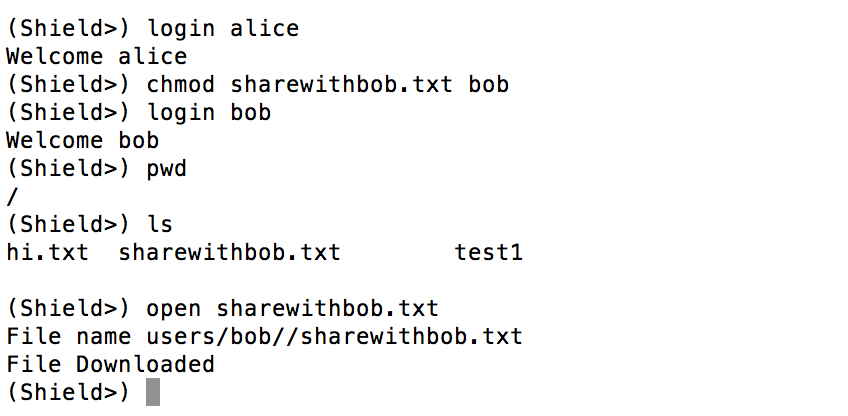 (Shield>) login alice
Welcome alice
(Shield>) chmod sharewithbob.txt bob
(Shield>) login bob
Welcome bob
(Shield>) pwd
/
(Shield>) ls
hi.txt  sharewithbob.txt        test1
(Shield>) open sharewithbob.txt
File name users/bob//sharewithbob.txt
File Downloaded
(Shield>)